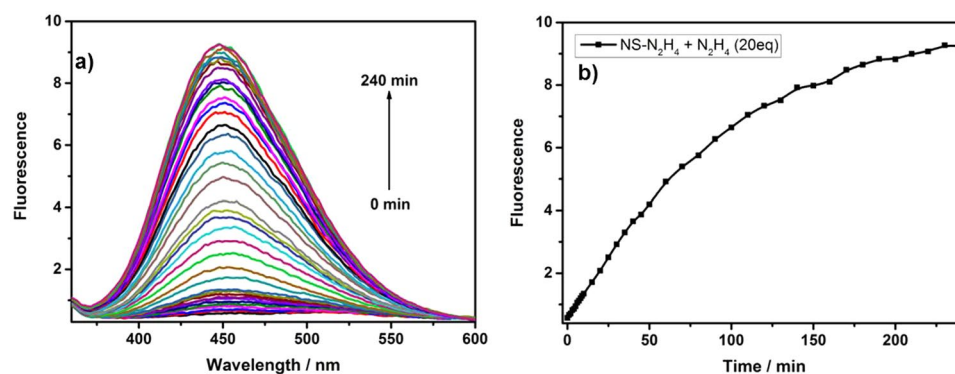 a)
240 min
0 min
Fluorescence
10
8
6
4
2
400 450 500 550 600
Wavelength / nm
b)
NS-N₂H₄ + N₂H₄ (20eq)
Fluorescence
10
8
6
4
2
0 50 100 150 200
Time / min